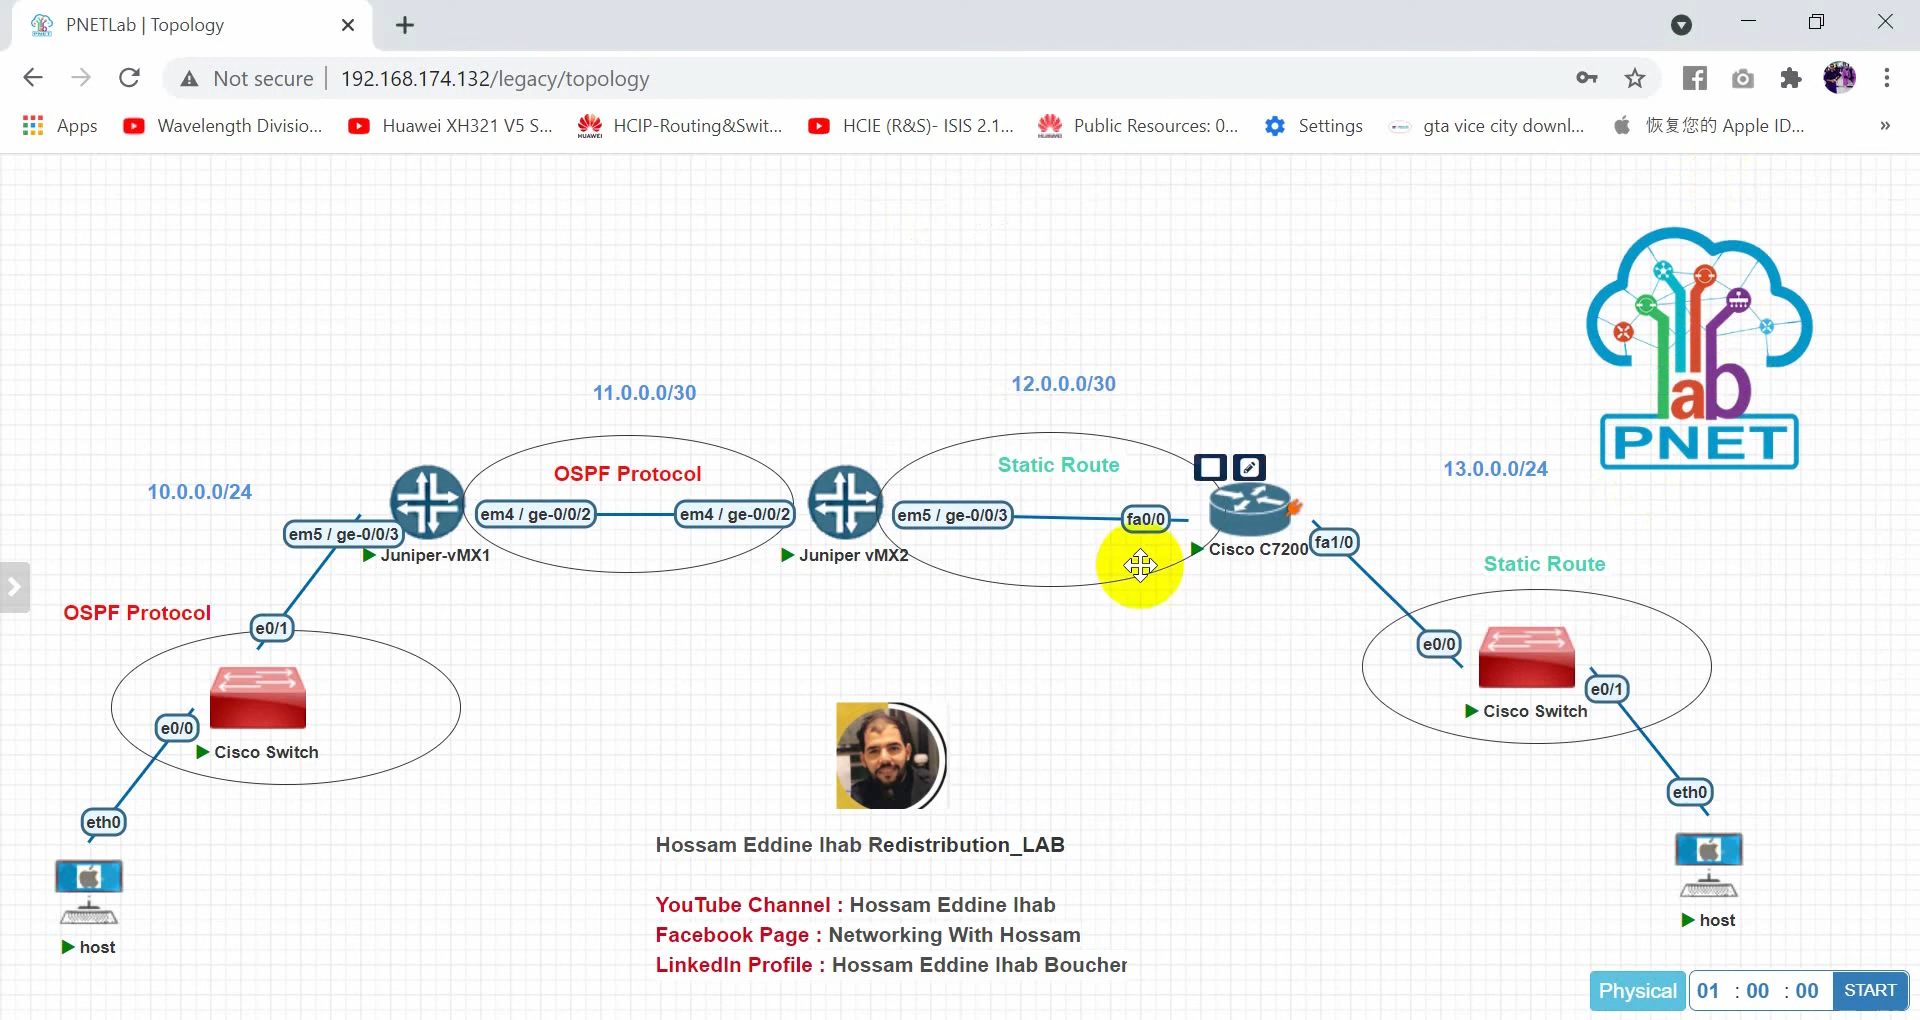 PNETLab | Topology
Not secure | 192.168.174.132/legacy/topology
Apps
Wavelength Divisio...
Huawei XH321 V5 S...
HUAWEI
HCIP-Routing&Swit...
HCIE (R&S)- ISIS 2.1...
Public Resources: 0...
Settings
gta vice city downl...
恢复您的 Apple ID...
»
lab
PNET
11.0.0.0/30
12.0.0.0/30
10.0.0.0/24
13.0.0.0/24
OSPF Protocol
Static Route
em5 / ge-0/0/3
em4 / ge-0/0/2
em4 / ge-0/0/2
em5 / ge-0/0/3
fa0/0
Juniper-vMX1
Juniper vMX2
Cisco C7200
fa1/0
Static Route
OSPF Protocol
e0/1
e0/0
e0/1
Cisco Switch
e0/0
Cisco Switch
eth0
eth0
host
host
Hossam Eddine Ihab Redistribution_LAB
YouTube Channel : Hossam Eddine Ihab
Facebook Page : Networking With Hossam
LinkedIn Profile : Hossam Eddine Ihab Boucher
Physical 01 : 00 : 00 START